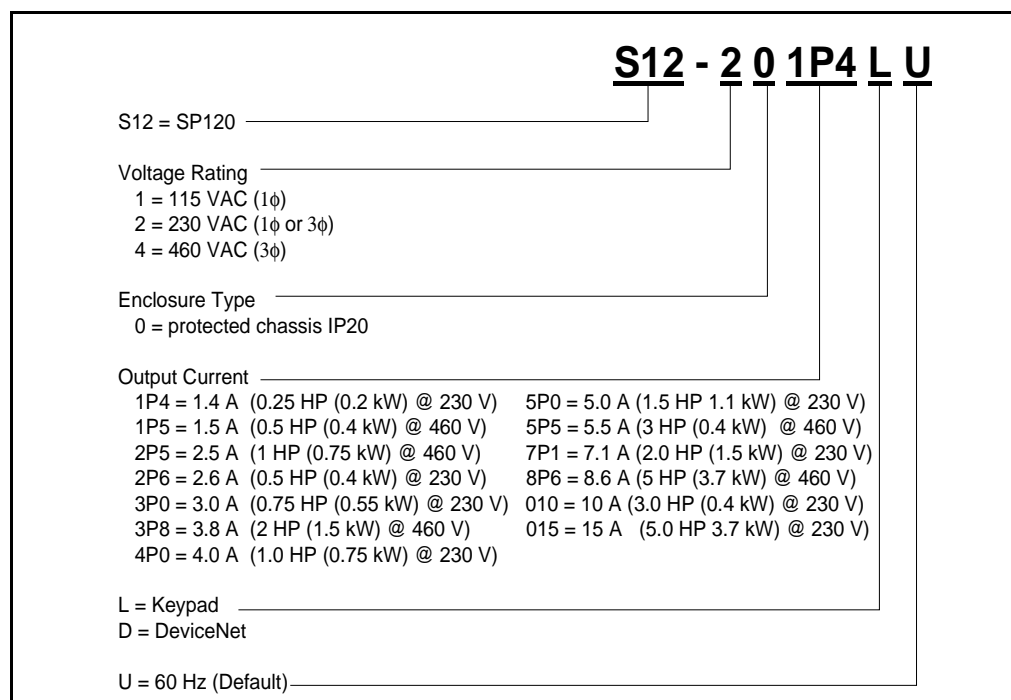 S12 - 2 0 1P4 L U
S12 = SP120
Voltage Rating
1 = 115 VAC (1ϕ)
2 = 230 VAC (1ϕ or 3ϕ)
4 = 460 VAC (3ϕ)
Enclosure Type
0 = protected chassis IP20
Output Current
1P4 = 1.4 A (0.25 HP (0.2 kW) @ 230 V)
1P5 = 1.5 A (0.5 HP (0.4 kW) @ 460 V)
2P5 = 2.5 A (1 HP (0.75 kW) @ 460 V)
2P6 = 2.6 A (0.5 HP (0.4 kW) @ 230 V)
3P0 = 3.0 A (0.75 HP (0.55 kW) @ 230 V)
3P8 = 3.8 A (2 HP (1.5 kW) @ 460 V)
4P0 = 4.0 A (1.0 HP (0.75 kW) @ 230 V)
5P0 = 5.0 A (1.5 HP 1.1 kW) @ 230 V)
5P5 = 5.5 A (3 HP (0.4 kW) @ 460 V)
7P1 = 7.1 A (2.0 HP (1.5 kW) @ 230 V)
8P6 = 8.6 A (5 HP (3.7 kW) @ 460 V)
010 = 10 A (3.0 HP (0.4 kW) @ 230 V)
015 = 15 A (5.0 HP 3.7 kW) @ 230 V)
L = Keypad
D = DeviceNet
U = 60 Hz (Default)